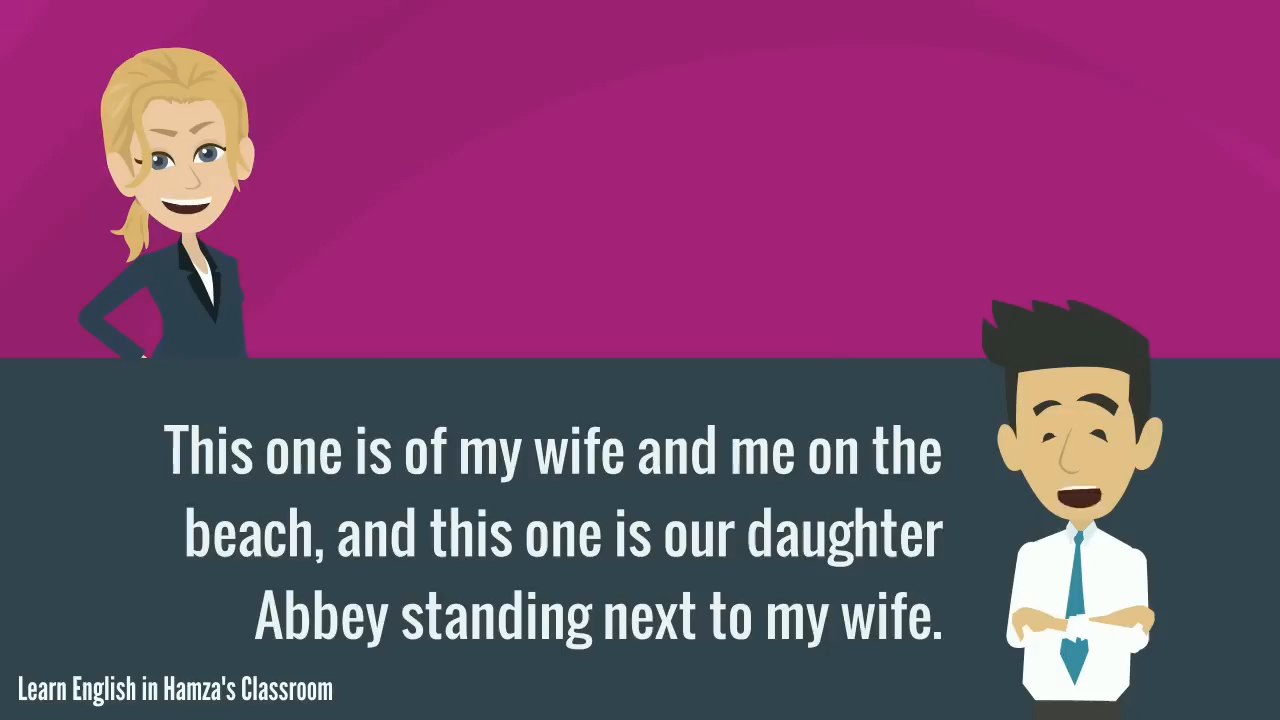 This one is of my wife and me on the
beach, and this one is our daughter
Abbey standing next to my wife.
Learn English in Hamza's Classroom